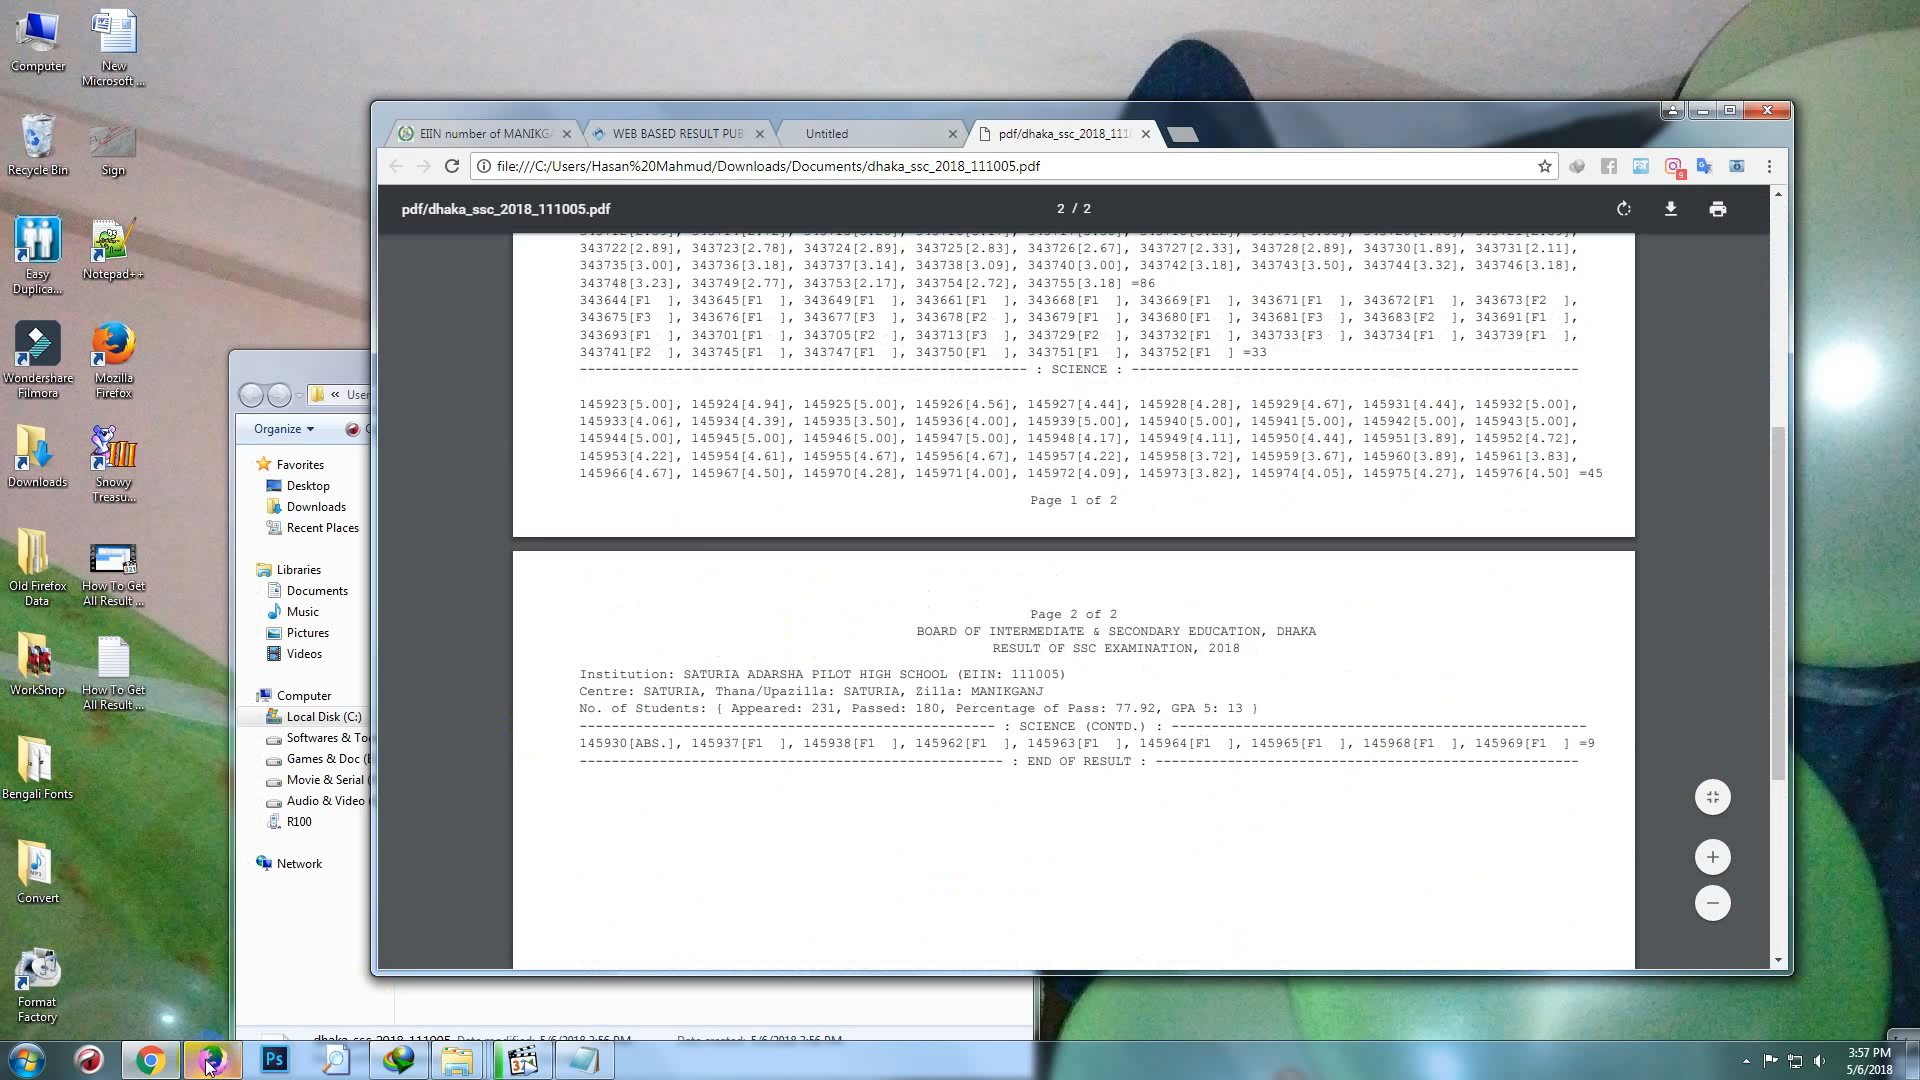 Computer
New
Microsoft ...
Recycle Bin
Sign
Easy
Duplica...
Notepad++
Wondershare
Filmora
Mozilla
Firefox
Downloads
Snowy
Treasu...
Old Firefox
Data
How To Get
All Result ...
WorkShop
How To Get
All Result ...
Bengali Fonts
Convert
Format
Factory
« User
Organize
Favorites
Desktop
Downloads
Recent Places
Libraries
Documents
Music
Pictures
Videos
Computer
Local Disk (C:)
Softwares & To
Games & Doc (
Movie & Serial (
Audio & Video
R100
Network
EIIN number of MANIKGA
WEB BASED RESULT PUB
Untitled
pdf/dhaka_ssc_2018_111
file:///C:/Users/Hasan%20Mahmud/Downloads/Documents/dhaka_ssc_2018_111005.pdf
9
pdf/dhaka_ssc_2018_111005.pdf
2 / 2
343722[2.89], 343723[2.78], 343724[2.89], 343725[2.83], 343726[2.67], 343727[2.33], 343728[2.89], 343730[1.89], 343731[2.11],
343735[3.00], 343736[3.18], 343737[3.14], 343738[3.09], 343740[3.00], 343742[3.18], 343743[3.50], 343744[3.32], 343746[3.18],
343748[3.23], 343749[2.77], 343753[2.17], 343754[2.72], 343755[3.18] =86
343644[F1 ], 343645[F1 ], 343649[F1 ], 343661[F1 ], 343668[F1 ], 343669[F1 ], 343671[F1 ], 343672[F1 ], 343673[F2 ],
343675[F3 ], 343676[F1 ], 343677[F3 ], 343678[F2 ], 343679[F1 ], 343680[F1 ], 343681[F3 ], 343683[F2 ], 343691[F1 ],
343693[F1 ], 343701[F1 ], 343705[F2 ], 343713[F3 ], 343729[F2 ], 343732[F1 ], 343733[F3 ], 343734[F1 ], 343739[F1 ],
343741[F2 ], 343745[F1 ], 343747[F1 ], 343750[F1 ], 343751[F1 ], 343752[F1 ] =33
-------------------------------------------------------- : SCIENCE : --------------------------------------------------------
145923[5.00], 145924[4.94], 145925[5.00], 145926[4.56], 145927[4.44], 145928[4.28], 145929[4.67], 145931[4.44], 145932[5.00],
145933[4.06], 145934[4.39], 145935[3.50], 145936[4.00], 145939[5.00], 145940[5.00], 145941[5.00], 145942[5.00], 145943[5.00],
145944[5.00], 145945[5.00], 145946[5.00], 145947[5.00], 145948[4.17], 145949[4.11], 145950[4.44], 145951[3.89], 145952[4.72],
145953[4.22], 145954[4.61], 145955[4.67], 145956[4.67], 145957[4.22], 145958[3.72], 145959[3.67], 145960[3.89], 145961[3.83],
145966[4.67], 145967[4.50], 145970[4.28], 145971[4.00], 145972[4.09], 145973[3.82], 145974[4.05], 145975[4.27], 145976[4.50] =45
Page 1 of 2
Page 2 of 2
BOARD OF INTERMEDIATE & SECONDARY EDUCATION, DHAKA
RESULT OF SSC EXAMINATION, 2018
Institution: SATURIA ADARSHA PILOT HIGH SCHOOL (EIIN: 111005)
Centre: SATURIA, Thana/Upazilla: SATURIA, Zilla: MANIKGANJ
No. of Students: { Appeared: 231, Passed: 180, Percentage of Pass: 77.92, GPA 5: 13 }
---------------------------------------------------- : SCIENCE (CONTD.) : ----------------------------------------------------
145930[ABS.], 145937[F1 ], 145938[F1 ], 145962[F1 ], 145963[F1 ], 145964[F1 ], 145965[F1 ], 145968[F1 ], 145969[F1 ] =9
----------------------------------------------------- : END OF RESULT : -----------------------------------------------------
Ps
3:57 PM
5/6/2018